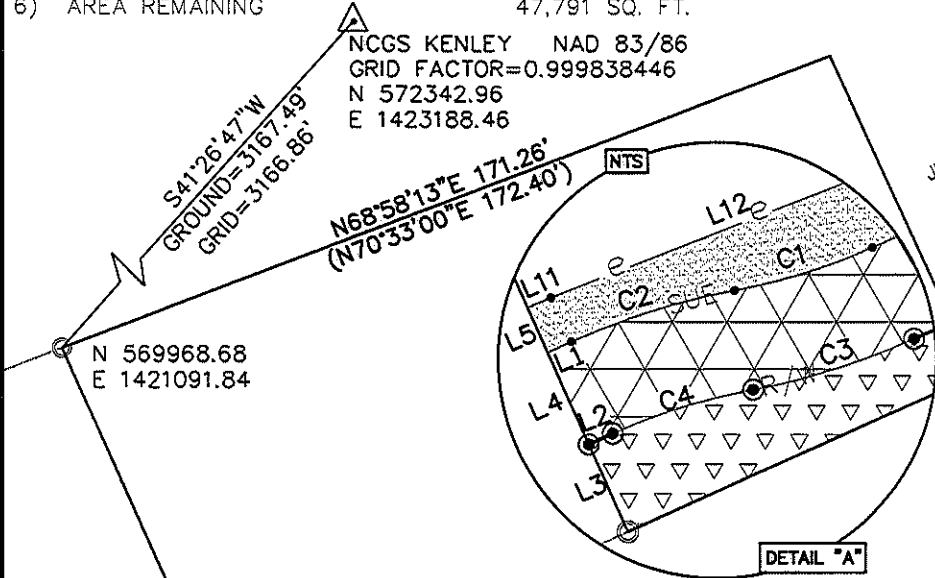 6) AREA REMAINING 47,791 SQ. FT.
NCGS KENLEY NAD 83/86
GRID FACTOR=0.999838446
N 572342.96
E 1423188.46
S41°26'47"W
GROUND=3167.49'
GRID=3166.86'
N68°58'13"E 171.26'
(N70°33'00"E 172.40')
N 569968.68
E 1421091.84
NTS
L12
e
e
L11
C1
C2
SUE
L5
L1
C3
R/W
L4
L2
C4
L3
DETAIL "A"